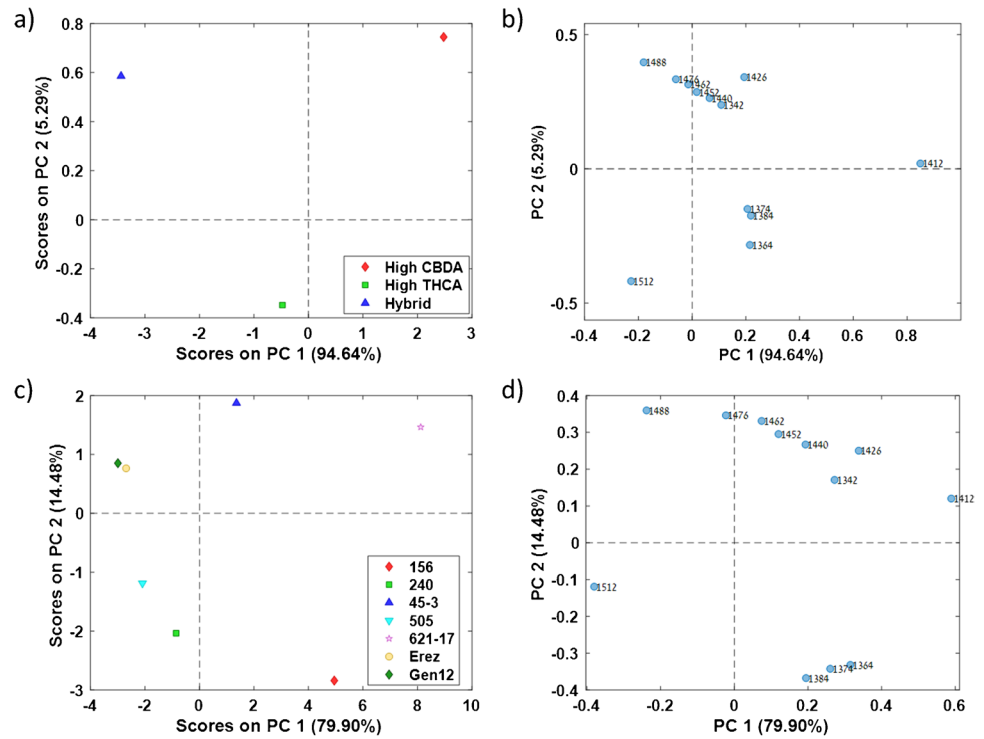 a)
0.8
0.6
0.4
0.2
0
-0.2
-0.4
Scores on PC 2 (5.29%)
High CBDA
High THCA
Hybrid
-4 -3 -2 -1 0 1 2 3
Scores on PC 1 (94.64%)
b)
0.5
0
-0.5
PC 2 (5.29%)
1488
1476
1462
1426
1452
1440
1342
1412
1374
1384
1364
1512
-0.4 -0.2 0 0.2 0.4 0.6 0.8
PC 1 (94.64%)
c)
2
1
0
-1
-2
-3
Scores on PC 2 (14.48%)
156
240
45-3
505
621-17
Erez
Gen12
-4 -2 0 2 4 6 8 10
Scores on PC 1 (79.90%)
d)
0.4
0.3
0.2
0.1
0
-0.1
-0.2
-0.3
-0.4
PC 2 (14.48%)
1488
1476
1462
1452
1440
1426
1342
1412
1512
1364
1374
1384
-0.4 -0.2 0 0.2 0.4 0.6
PC 1 (79.90%)